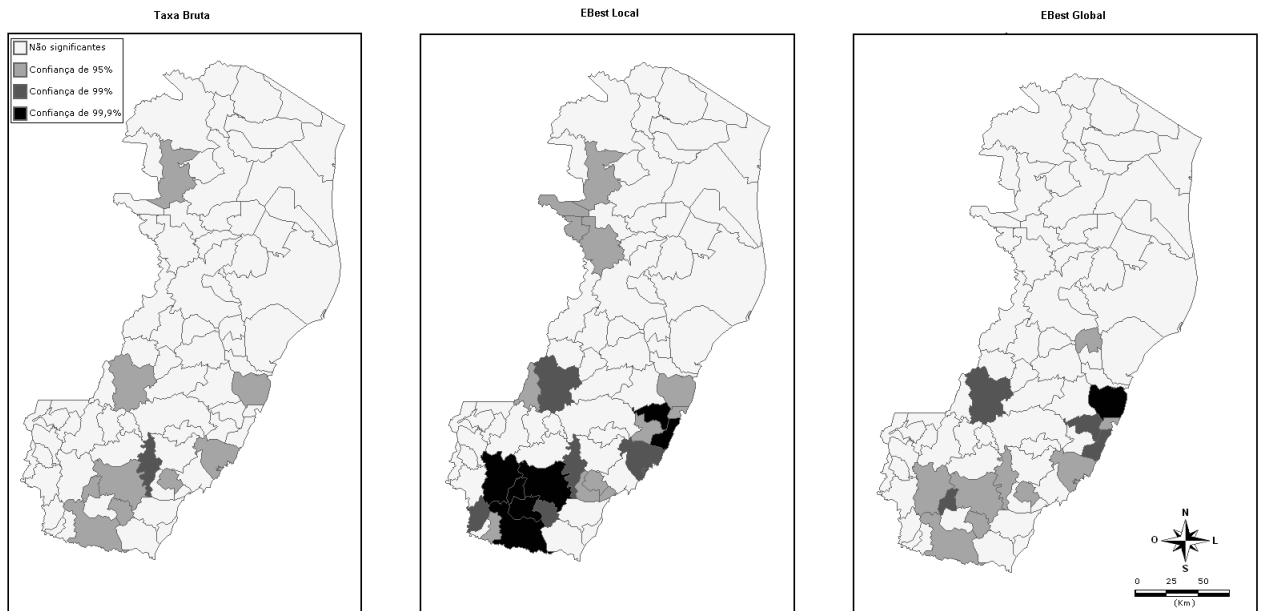 Taxa Bruta
EBest Local
EBest Global
Não significantes
Confiança de 95%
Confiança de 99%
Confiança de 99,9%
N
O
L
S
0 25 50
(Km)